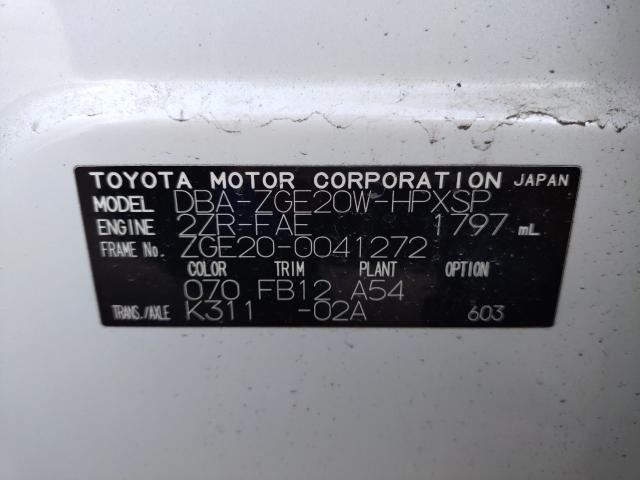 TOYOTA MOTOR CORPORATION JAPAN
MODEL DBA-ZGE20W-HPXSP
ENGINE 2ZR-FAE 1797 mL
FRAME No. ZGE20-0041272
COLOR TRIM PLANT OPTION
070 FB12 A54
TRANS./AXLE K311 -02A 603